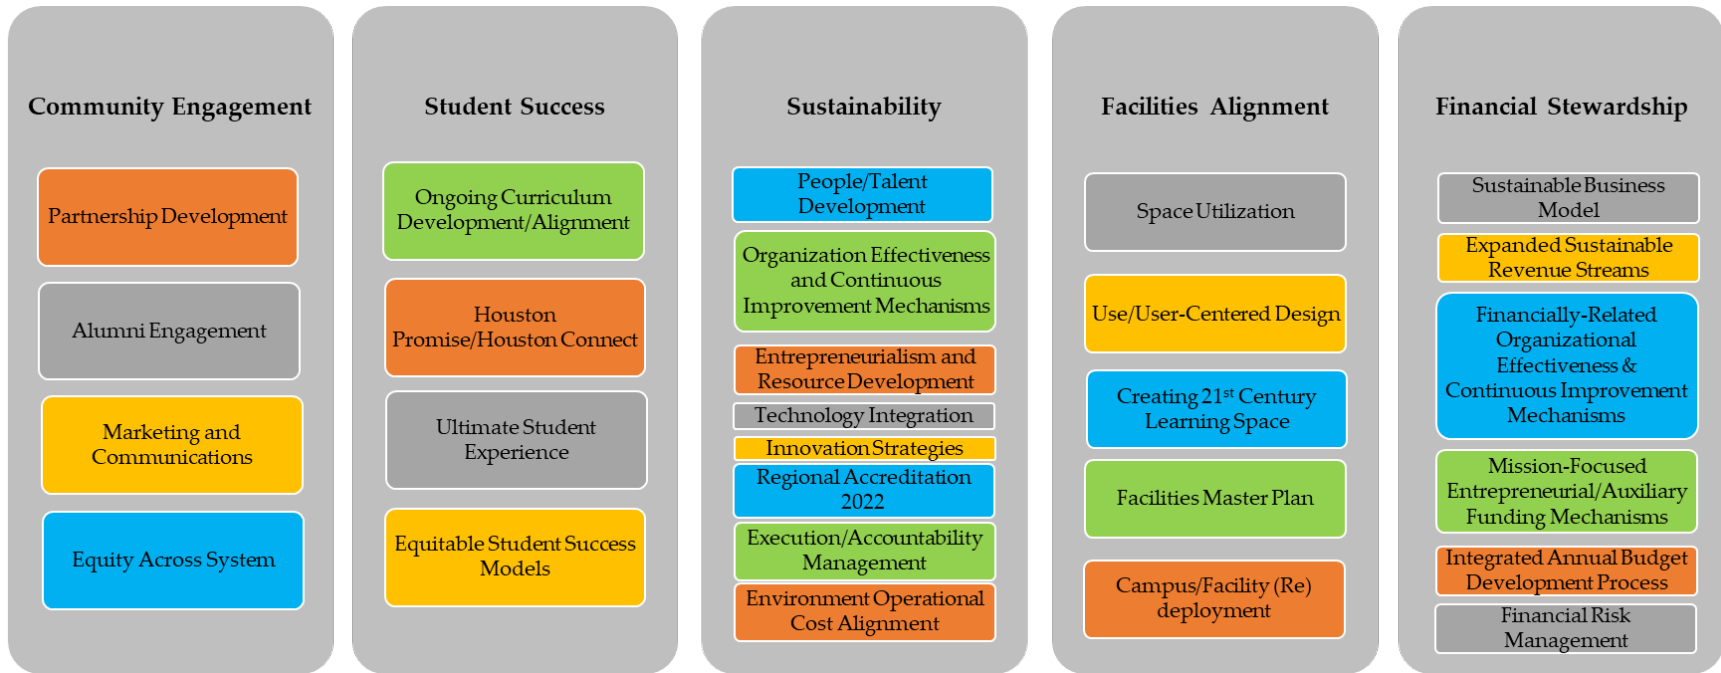 Community Engagement
Partnership Development
Alumni Engagement
Marketing and
Communications
Equity Across System
Student Success
Ongoing Curriculum
Development/Alignment
Houston
Promise/Houston Connect
Ultimate Student
Experience
Equitable Student Success
Models
Sustainability
People/Talent
Development
Organization Effectiveness
and Continuous
Improvement Mechanisms
Entrepreneurialism and
Resource Development
Technology Integration
Innovation Strategies
Regional Accreditation
2022
Execution/Accountability
Management
Environment Operational
Cost Alignment
Facilities Alignment
Space Utilization
Use/User-Centered Design
Creating 21st Century
Learning Space
Facilities Master Plan
Campus/Facility (Re)
deployment
Financial Stewardship
Sustainable Business
Model
Expanded Sustainable
Revenue Streams
Financially-Related
Organizational
Effectiveness &
Continuous Improvement
Mechanisms
Mission-Focused
Entrepreneurial/Auxiliary
Funding Mechanisms
Integrated Annual Budget
Development Process
Financial Risk
Management